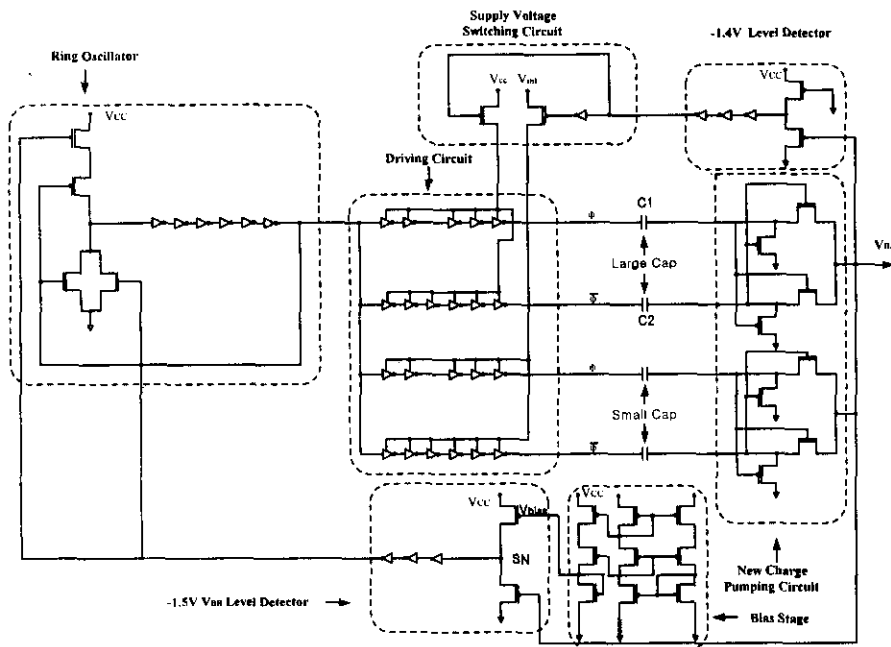 Supply Voltage
Switching Circuit
-1.4V Level Detector
Ring Oscillator
VCC
Vcc
Vint
VCC
Driving Circuit
Φ
C1
Large Cap
Φ
C2
Φ
Small Cap
Φ
VCC
Vbias
VCC
SN
-1.5V VBB Level Detector
New Charge
Pumping Circuit
Bias Stage